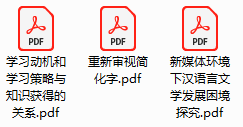 PDF
PDF
PDF
学习动机和
学习策略与
知识获得的
关系.pdf
重新审视简
化字.pdf
新媒体环境
下汉语言文
学发展困境
探究.pdf